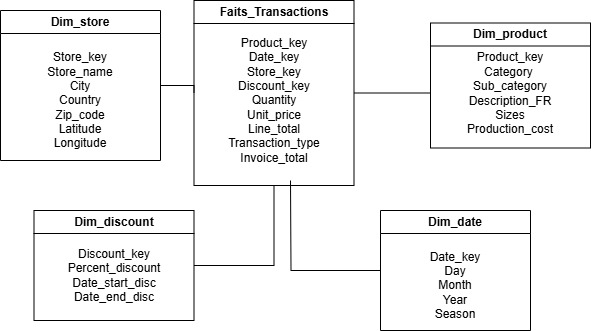 Dim_store
Store_key
Store_name
City
Country
Zip_code
Latitude
Longitude
Faits_Transactions
Product_key
Date_key
Store_key
Discount_key
Quantity
Unit_price
Line_total
Transaction_type
Invoice_total
Dim_product
Product_key
Category
Sub_category
Description_FR
Sizes
Production_cost
Dim_discount
Discount_key
Percent_discount
Date_start_disc
Date_end_disc
Dim_date
Date_key
Day
Month
Year
Season